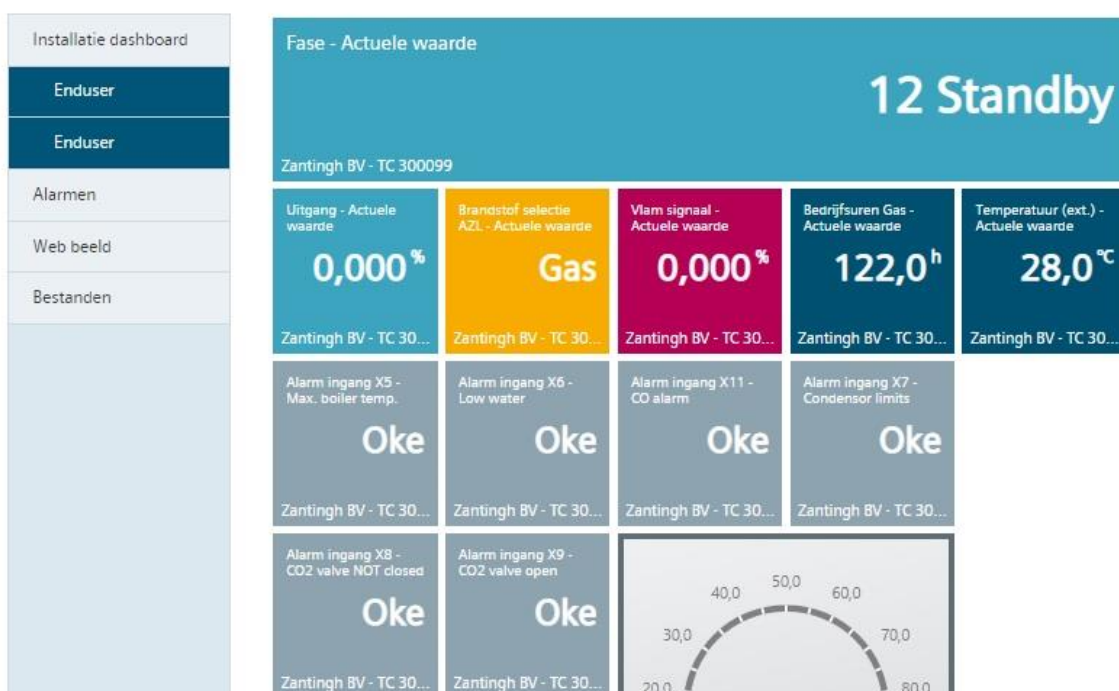 Installatie dashboard
Enduser
Enduser
Alarmen
Web beeld
Bestanden
Fase - Actuele waarde
12 Standby
Zantingh BV - TC 300099
Uitgang - Actuele
waarde
0,000 %
Zantingh BV - TC 30...
Brandstof selectie
AZL - Actuele waarde
Gas
Zantingh BV - TC 30...
Vlam signaal -
Actuele waarde
0,000 %
Zantingh BV - TC 30...
Bedrijfsuren Gas -
Actuele waarde
122,0 h
Zantingh BV - TC 30...
Temperatuur (ext.) -
Actuele waarde
28,0 °C
Zantingh BV - TC 30...
Alarm ingang X5 -
Max. boiler temp.
Oke
Zantingh BV - TC 30...
Alarm ingang X6 -
Low water
Oke
Zantingh BV - TC 30...
Alarm ingang X11 -
CO alarm
Oke
Zantingh BV - TC 30...
Alarm ingang X7 -
Condensor limits
Oke
Zantingh BV - TC 30...
Alarm ingang X8 -
CO2 valve NOT closed
Oke
Zantingh BV - TC 30...
Alarm ingang X9 -
CO2 valve open
Oke
Zantingh BV - TC 30...
50,0
40,0 60,0
30,0 70,0
20,0 80,0